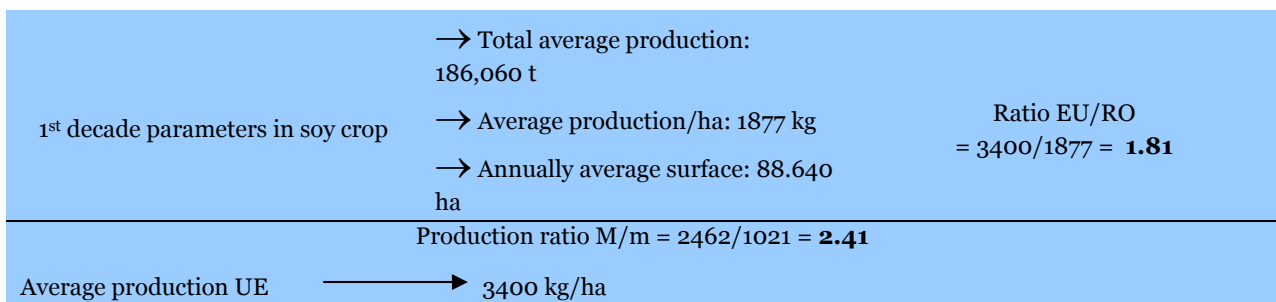 → Total average production:
186,060 t
1st decade parameters in soy crop
→ Average production/ha: 1877 kg
→ Annually average surface: 88.640
ha
Ratio EU/RO
= 3400/1877 = 1.81
Production ratio M/m = 2462/1021 = 2.41
Average production UE → 3400 kg/ha